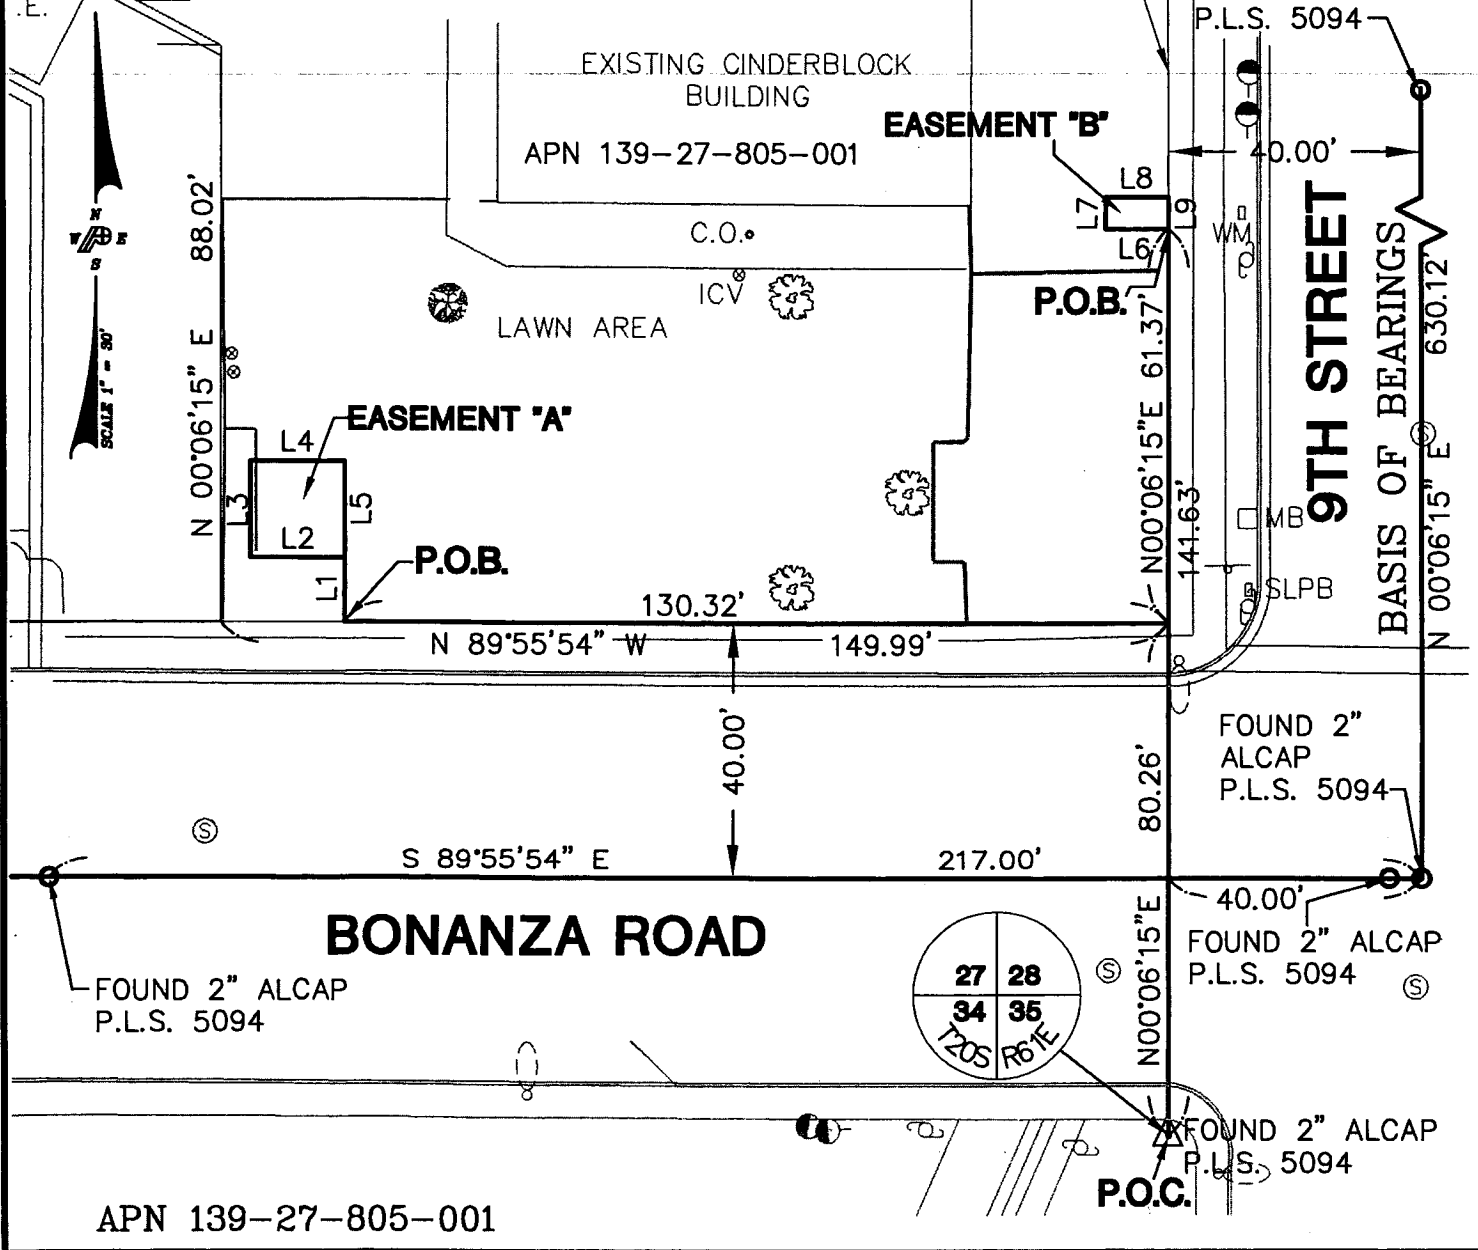 .E.
P.L.S. 5094
EXISTING CINDERBLOCK
BUILDING
APN 139-27-805-001
EASEMENT "B"
40.00'
L8
L7
L9
L6
WM
C.O.
ICV
P.O.B.
N
W
E
S
SCALE 1" = 30'
88.02'
N 00°06'15" E
LAWN AREA
EASEMENT "A"
L4
L3
L5
L2
L1
P.O.B.
N00°06'15"E 61.37'
141.63'
9TH STREET
BASIS OF BEARINGS
N 00°06'15" E 630.12'
S
MB
SLPB
130.32'
N 89°55'54" W 149.99'
40.00'
80.26'
FOUND 2"
ALCAP
P.L.S. 5094
S
S 89°55'54" E 217.00'
40.00'
BONANZA ROAD
FOUND 2" ALCAP
P.L.S. 5094
27 28
34 35
T20S R61E
S
N00°06'15"E
FOUND 2" ALCAP
P.L.S. 5094
S
FOUND 2" ALCAP
P.L.S. 5094
P.O.C.
APN 139-27-805-001